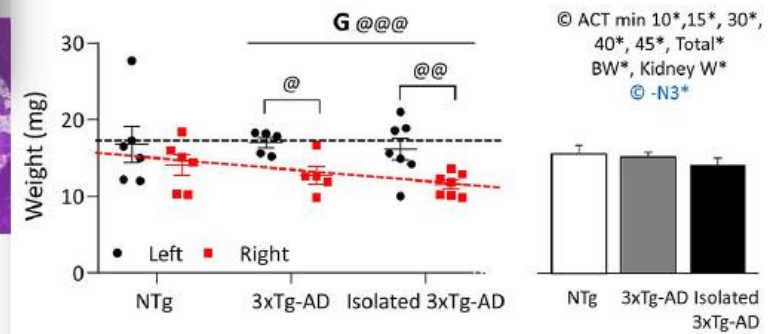 G @@@
30
@
@@
20
Weight (mg)
10
Left
Right
0
NTg
3xTg-AD
Isolated 3xTg-AD
© ACT min 10*,15*, 30*,
40*, 45*, Total*
BW*, Kidney W*
© -N3*
NTg
3xTg-AD
Isolated
3xTg-AD